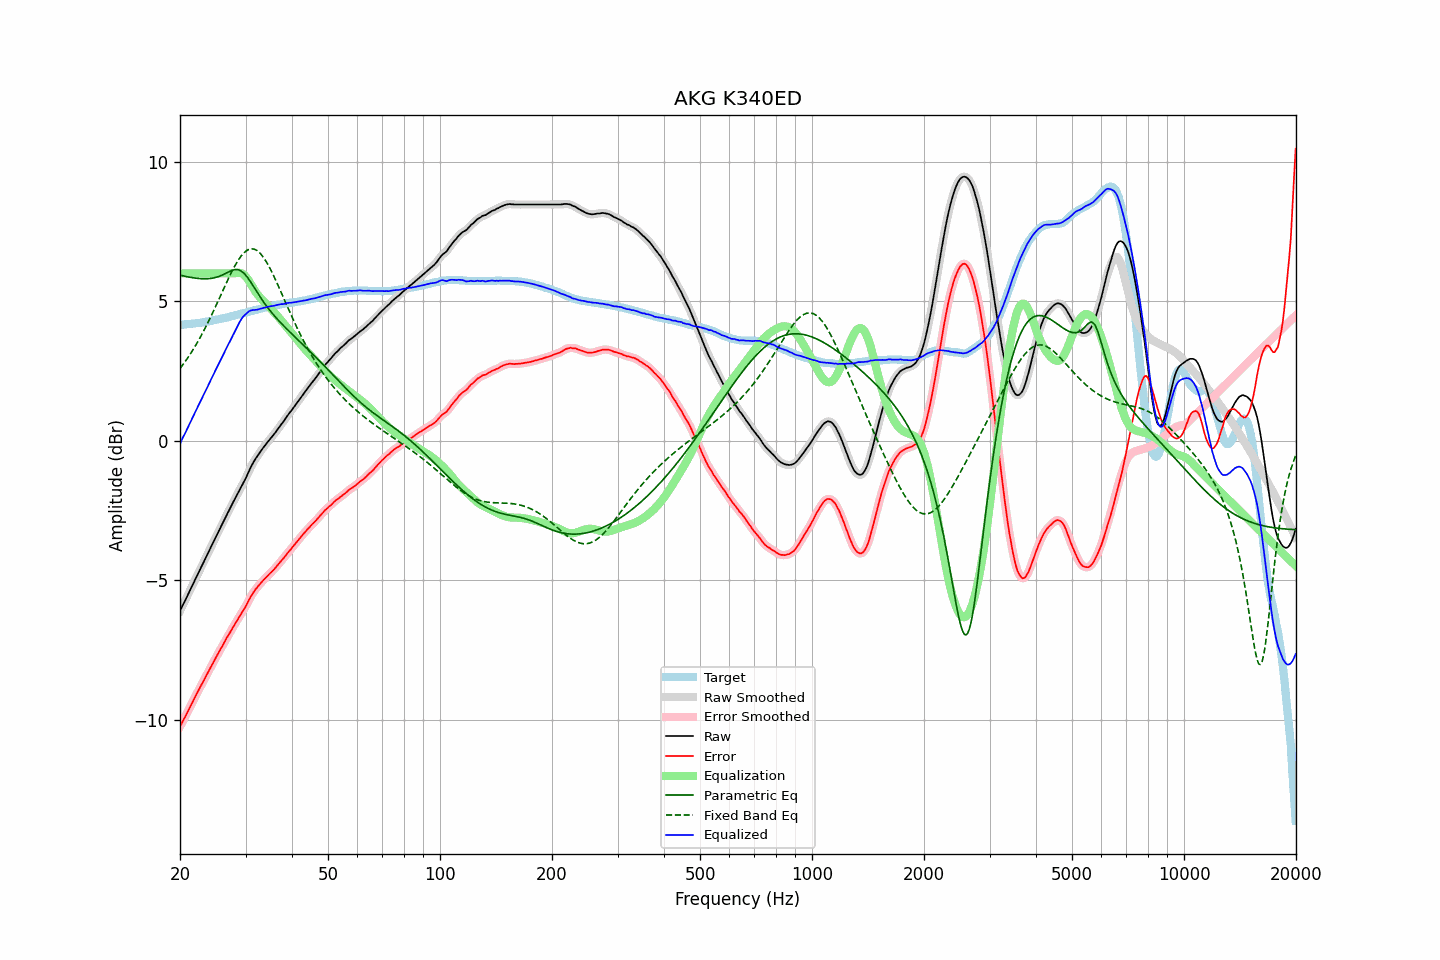 AKG K340ED
Amplitude (dBr)
10
5
0
−5
−10
Target
Raw Smoothed
Error Smoothed
Raw
Error
Equalization
Parametric Eq
Fixed Band Eq
Equalized
20 50 100 200 500 1000 2000 5000 10000 20000
Frequency (Hz)